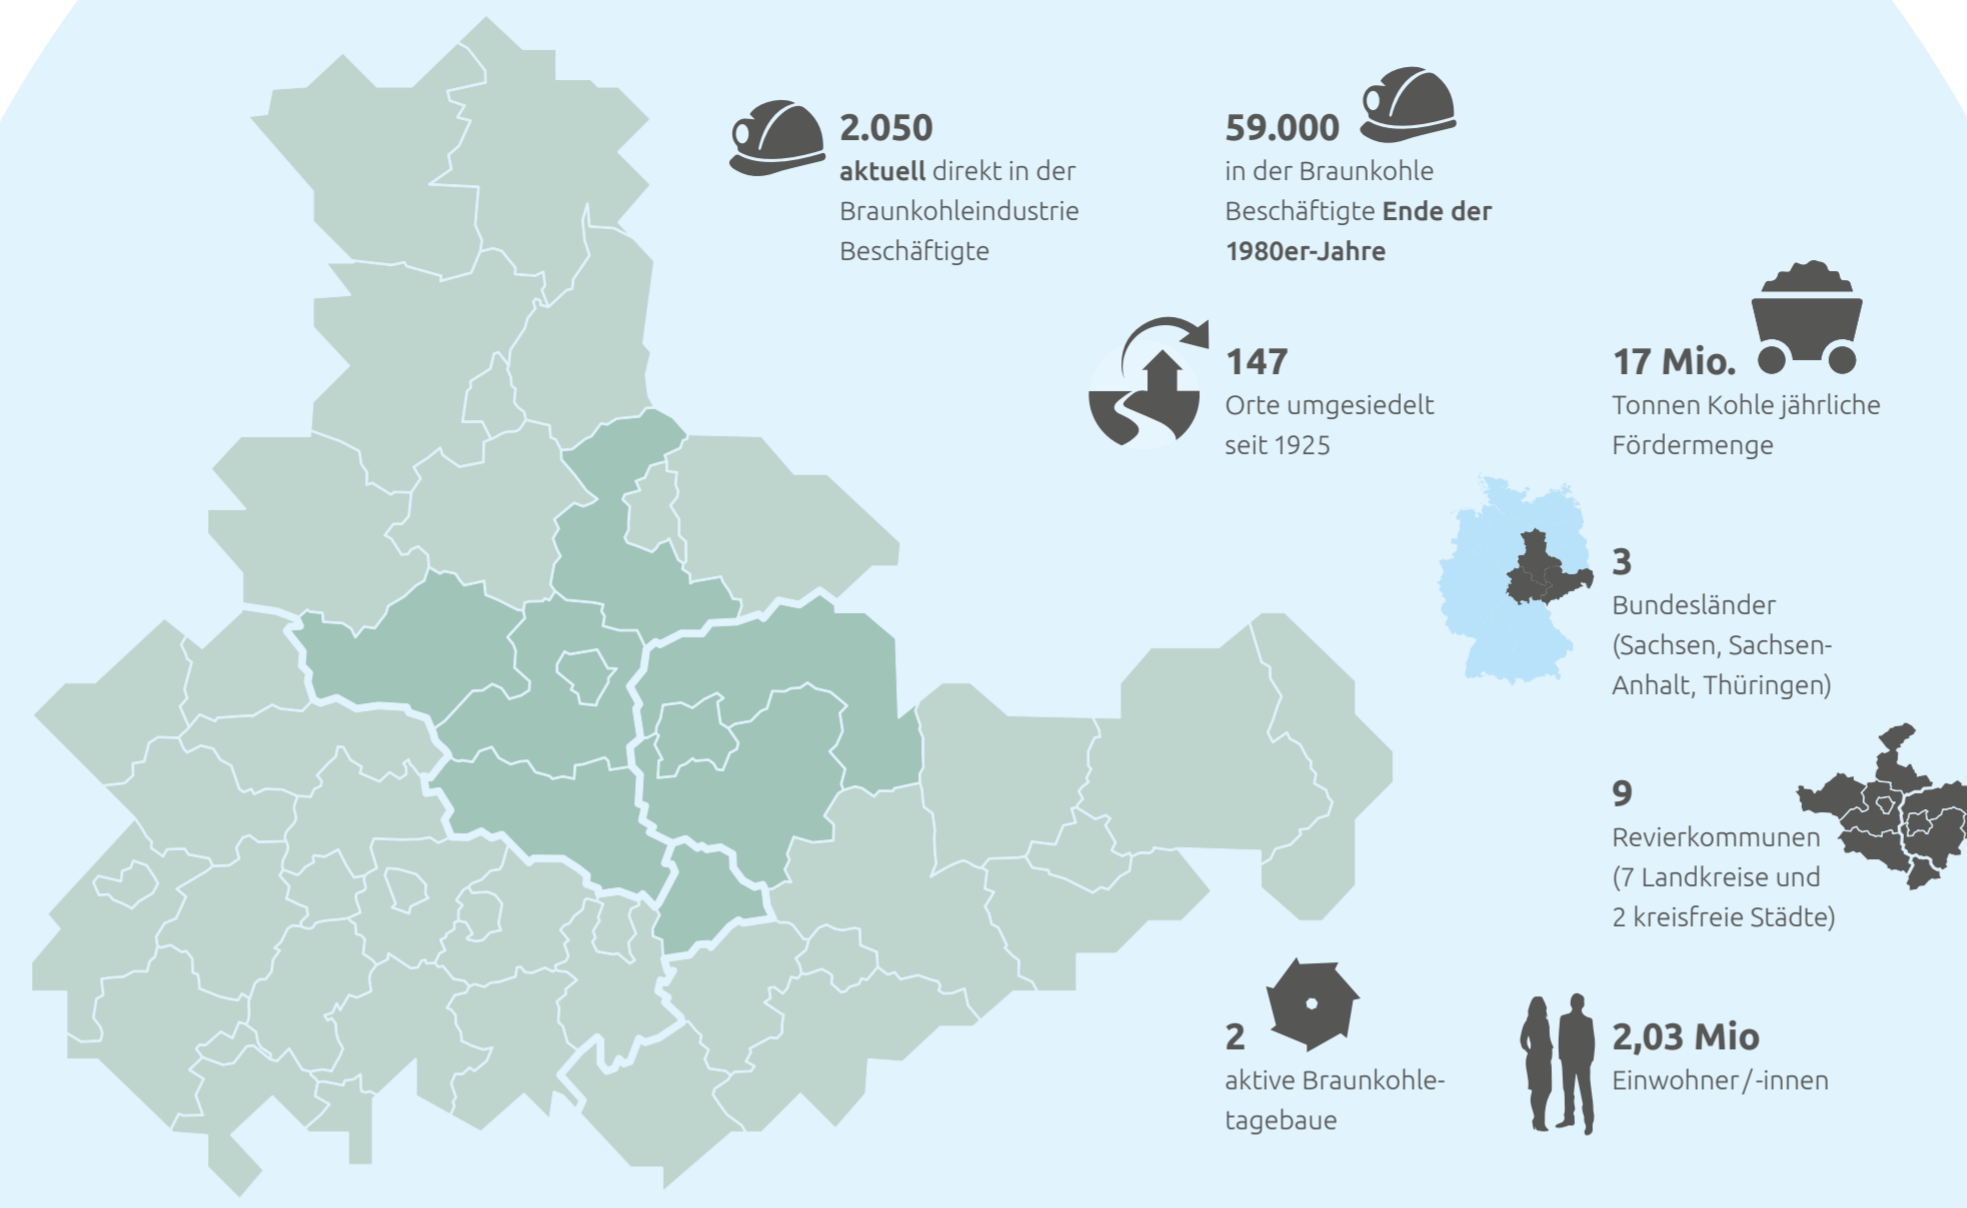 2.050
aktuell direkt in der
Braunkohleindustrie
Beschäftigte
59.000
in der Braunkohle
Beschäftigte Ende der
1980er-Jahre
147
Orte umgesiedelt
seit 1925
17 Mio.
Tonnen Kohle jährliche
Fördermenge
3
Bundesländer
(Sachsen, Sachsen-
Anhalt, Thüringen)
9
Revierkommunen
(7 Landkreise und
2 kreisfreie Städte)
2
aktive Braunkohle-
tagebaue
2,03 Mio
Einwohner/-innen